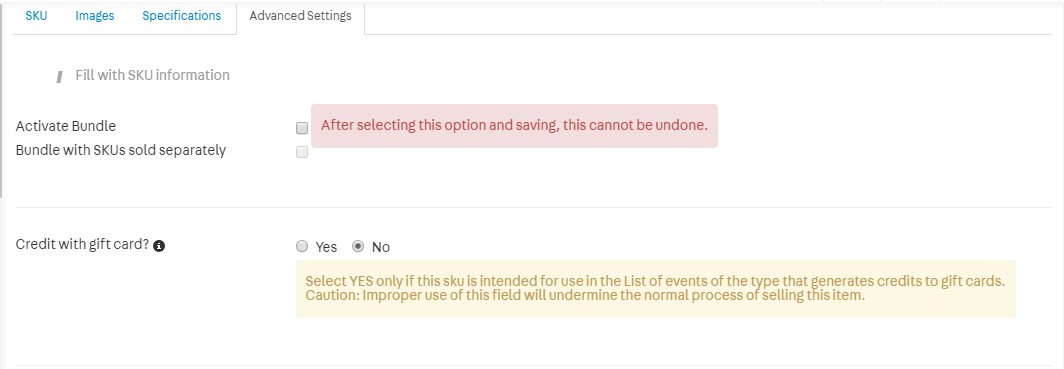 SKU Images Specifications Advanced Settings
Fill with SKU information
Activate Bundle
After selecting this option and saving, this cannot be undone.
Bundle with SKUs sold separately
Credit with gift card?
Yes No
Select YES only if this sku is intended for use in the List of events of the type that generates credits to gift cards.
Caution: Improper use of this field will undermine the normal process of selling this item.